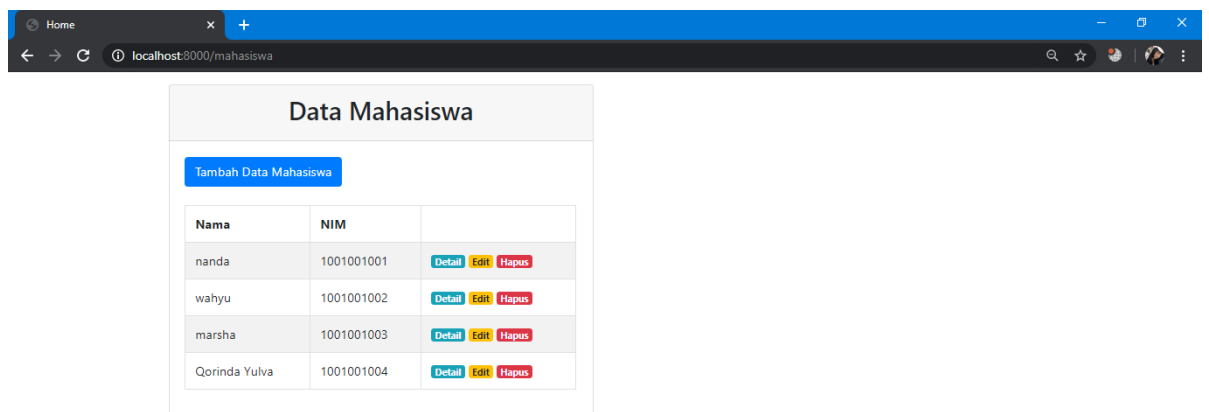 Home
localhost:8000/mahasiswa
Data Mahasiswa
Tambah Data Mahasiswa
Nama NIM
nanda 1001001001 Detail Edit Hapus
wahyu 1001001002 Detail Edit Hapus
marsha 1001001003 Detail Edit Hapus
Qorinda Yulva 1001001004 Detail Edit Hapus